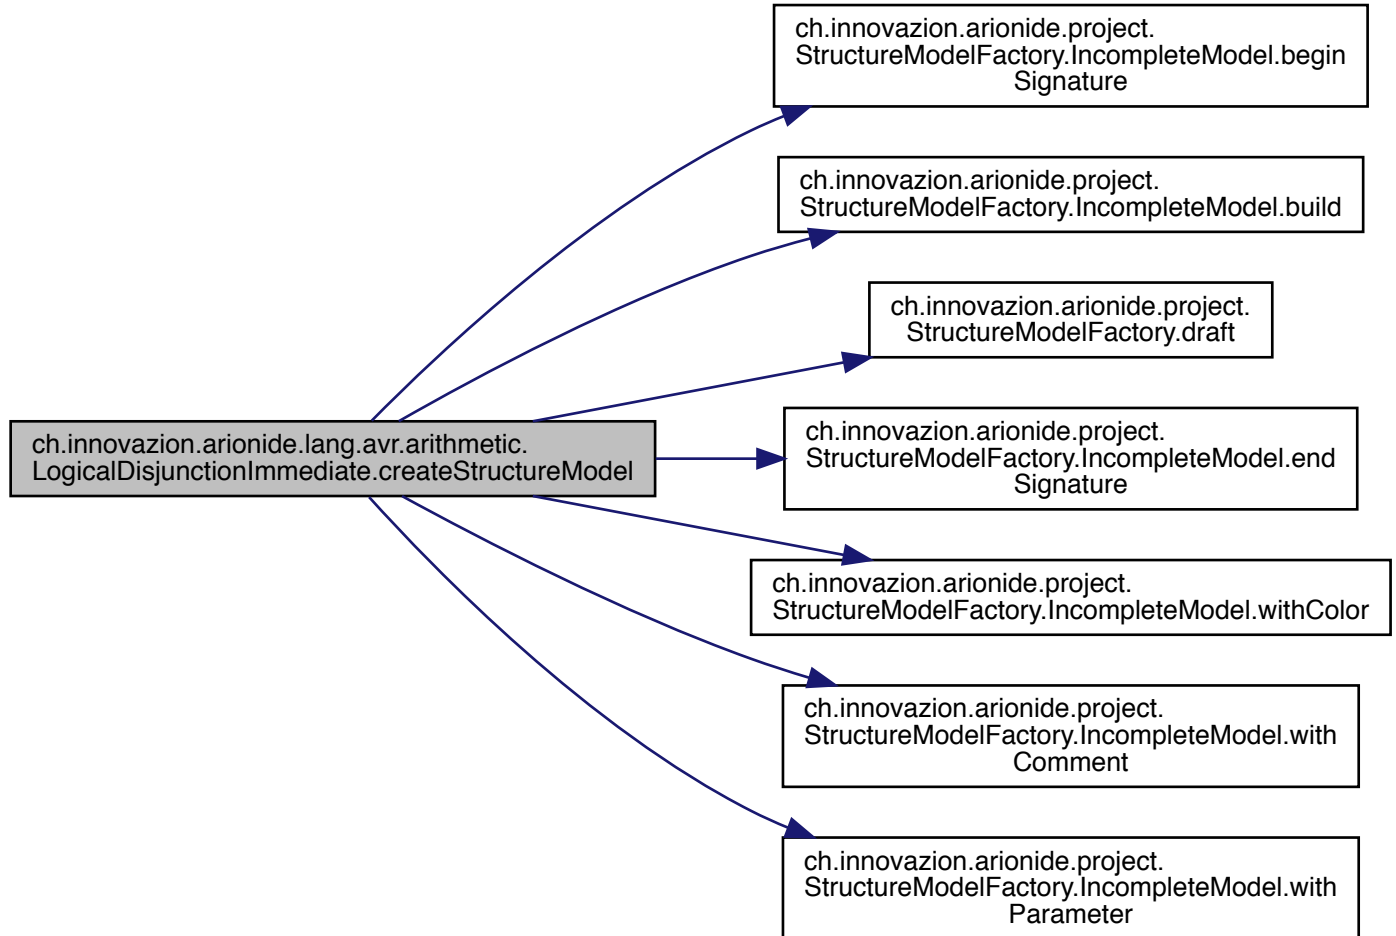 ch.innovazion.arionide.project.
StructureModelFactory.IncompleteModel.begin
Signature
ch.innovazion.arionide.project.
StructureModelFactory.IncompleteModel.build
ch.innovazion.arionide.project.
StructureModelFactory.draft
ch.innovazion.arionide.lang.avr.arithmetic.
LogicalDisjunctionImmediate.createStructureModel
ch.innovazion.arionide.project.
StructureModelFactory.IncompleteModel.end
Signature
ch.innovazion.arionide.project.
StructureModelFactory.IncompleteModel.withColor
ch.innovazion.arionide.project.
StructureModelFactory.IncompleteModel.with
Comment
ch.innovazion.arionide.project.
StructureModelFactory.IncompleteModel.with
Parameter